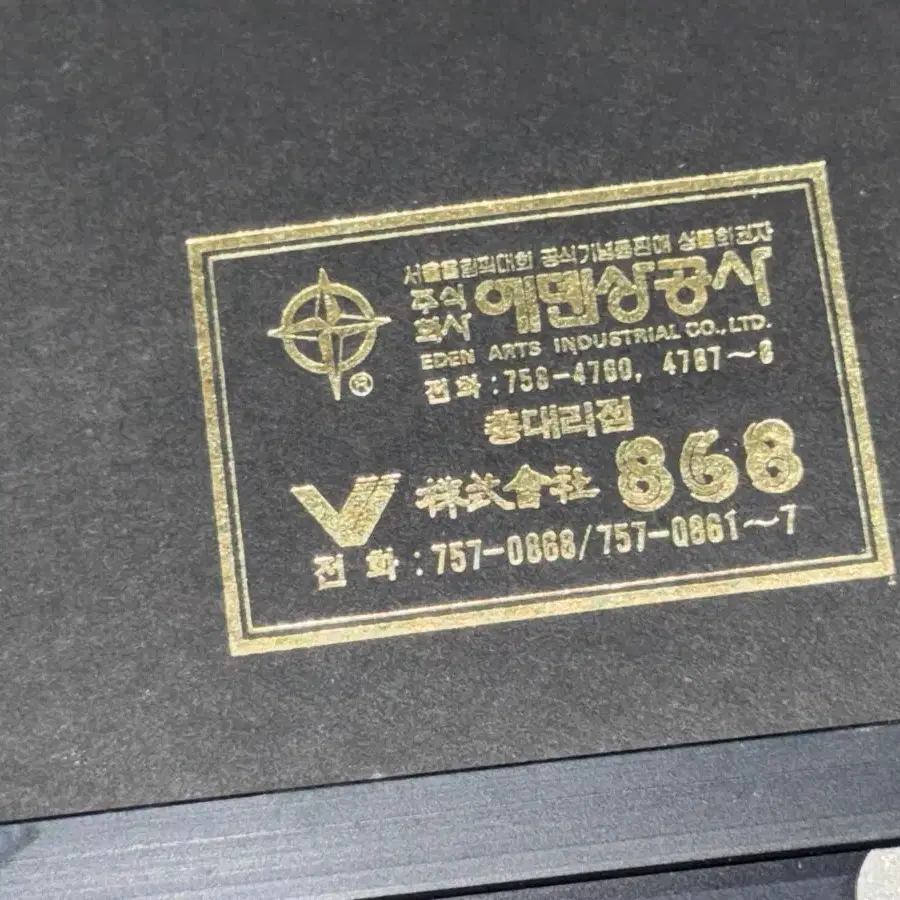 서울올림픽대회 공식기념품판매 상품화권자
주식회사 에덴상공사
EDEN ARTS INDUSTRIAL CO., LTD.
전화:758-4760, 4767~8
총대리점
株式會社 868
전화:757-0868/757-0861~7
®